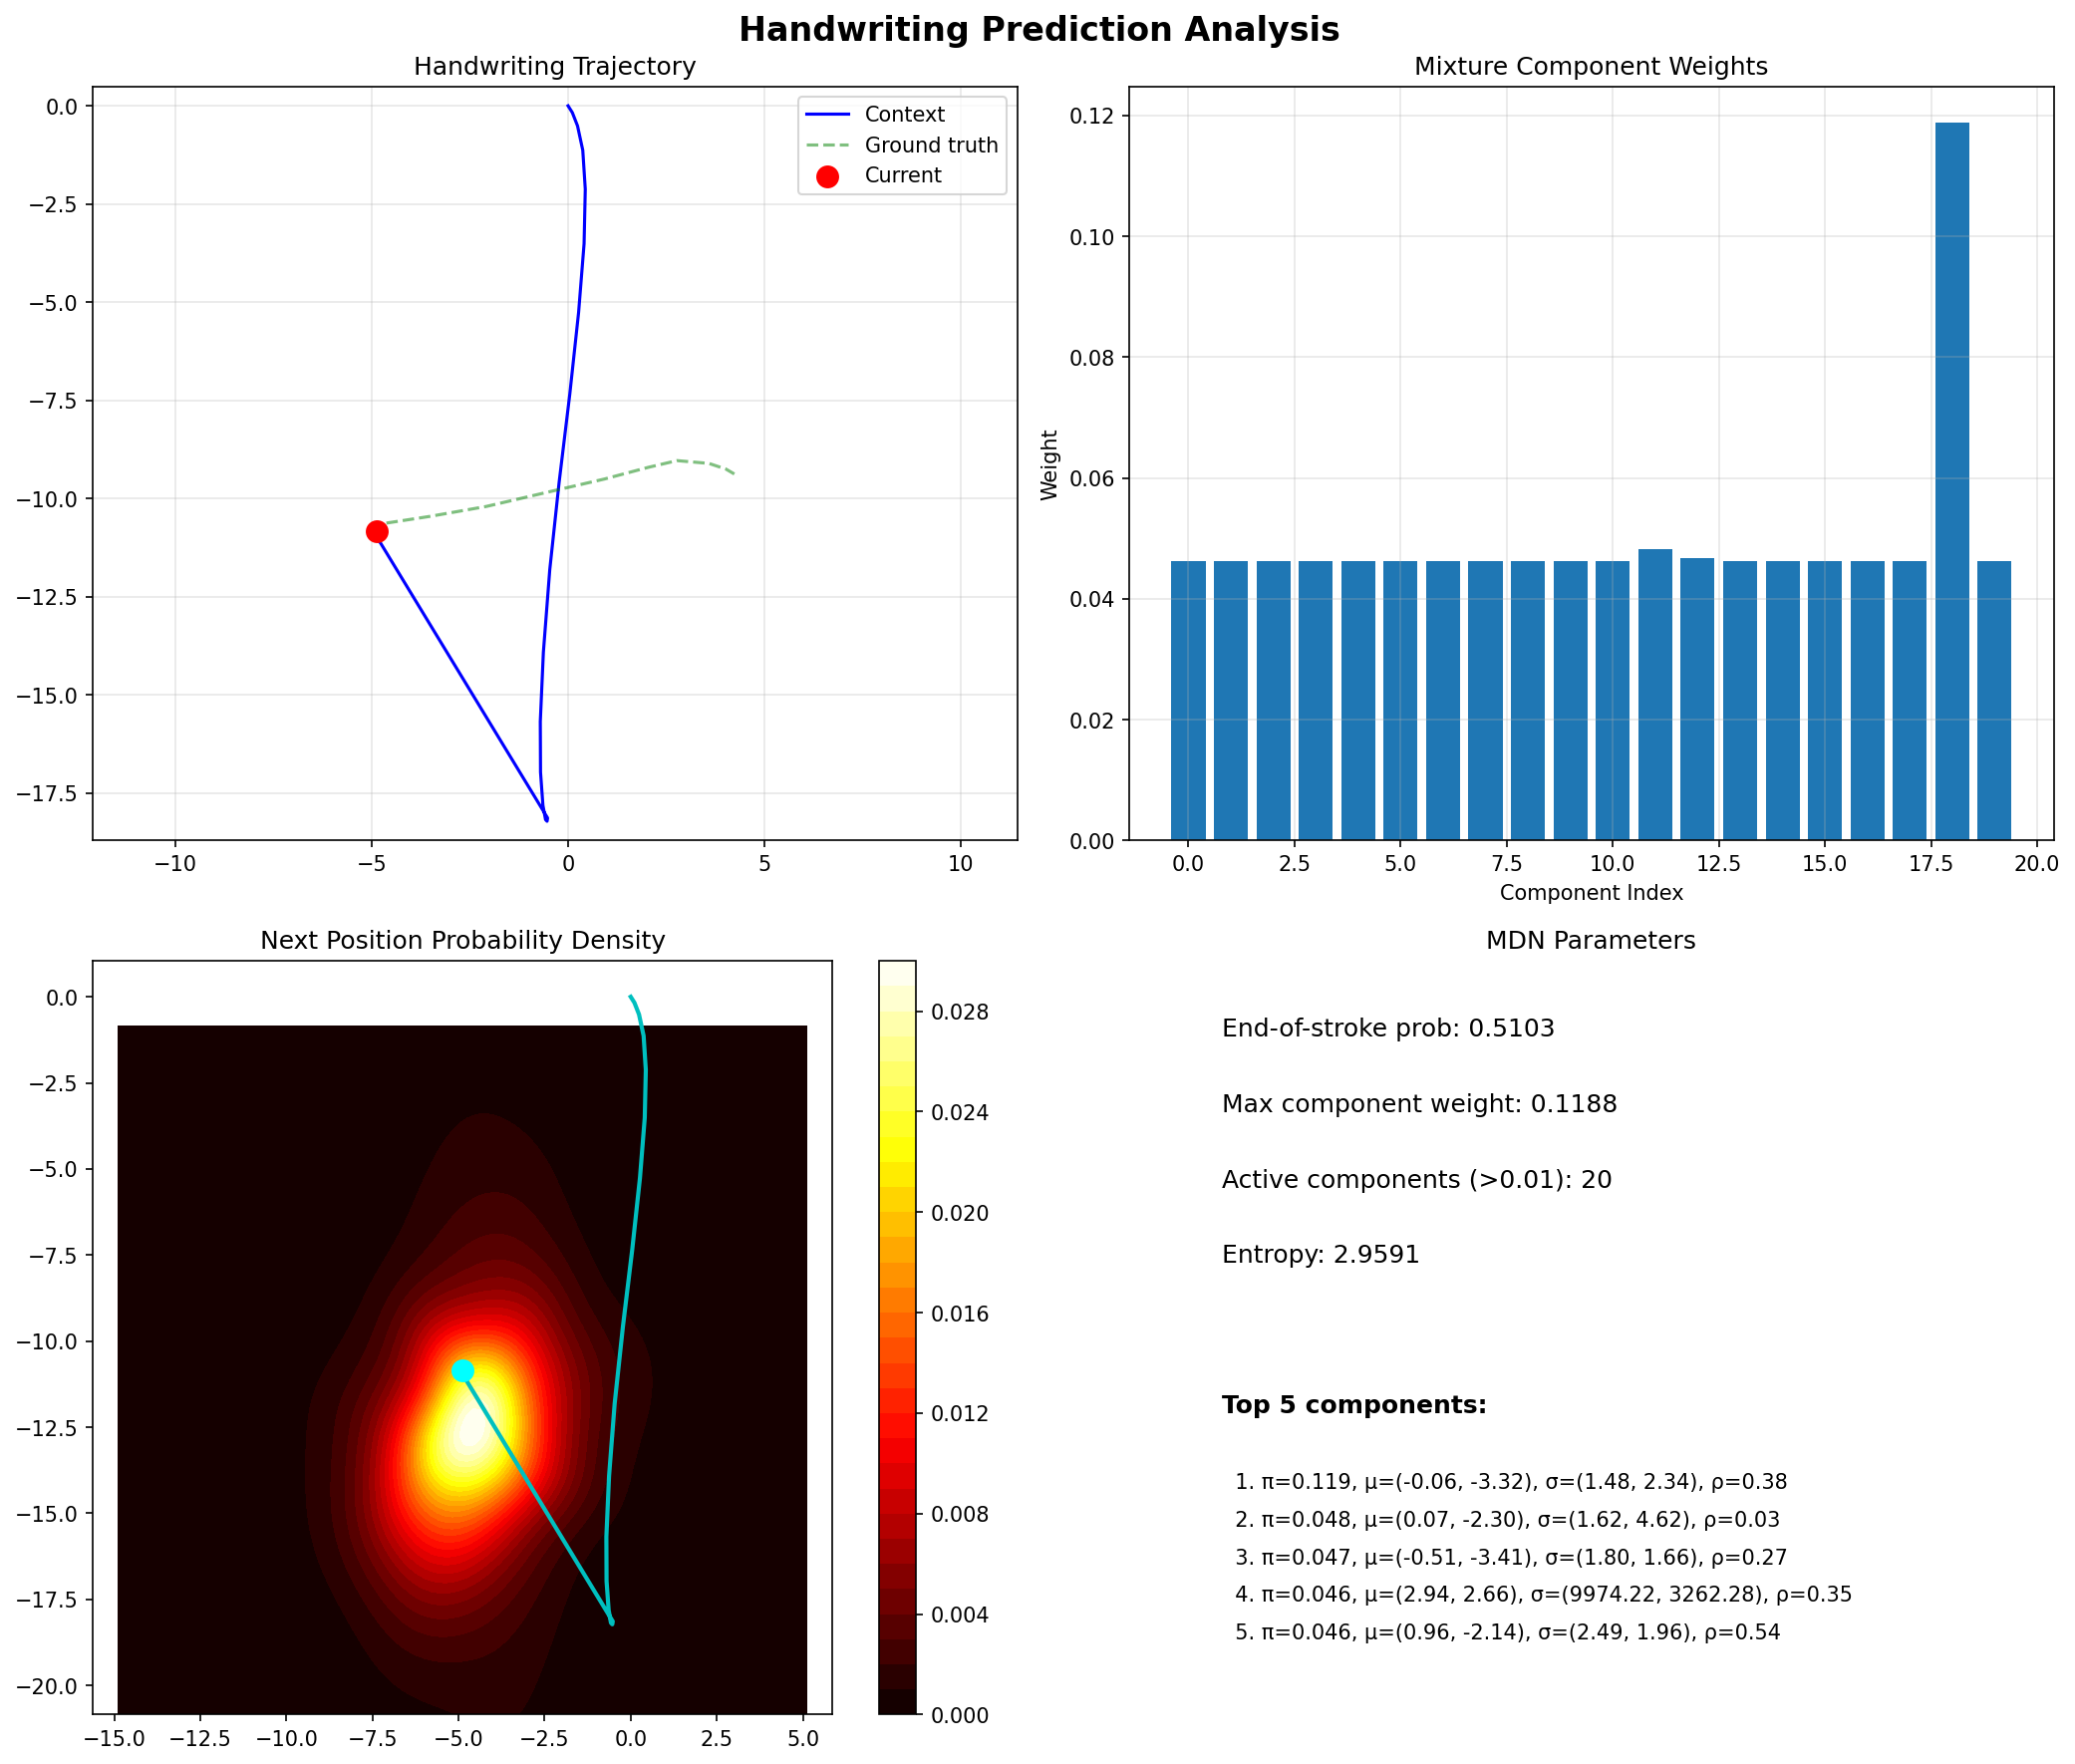 Handwriting Prediction Analysis
Handwriting Trajectory
Context
Ground truth
Current
0.0
−2.5
−5.0
−7.5
−10.0
−12.5
−15.0
−17.5
−10 −5 0 5 10
Mixture Component Weights
Weight
0.12
0.10
0.08
0.06
0.04
0.02
0.00
0.0 2.5 5.0 7.5 10.0 12.5 15.0 17.5 20.0
Component Index
Next Position Probability Density
0.0
−2.5
−5.0
−7.5
−10.0
−12.5
−15.0
−17.5
−20.0
−15.0 −12.5 −10.0 −7.5 −5.0 −2.5 0.0 2.5 5.0
0.028
0.024
0.020
0.016
0.012
0.008
0.004
0.000
MDN Parameters
End-of-stroke prob: 0.5103
Max component weight: 0.1188
Active components (>0.01): 20
Entropy: 2.9591
Top 5 components:
1. π=0.119, μ=(-0.06, -3.32), σ=(1.48, 2.34), ρ=0.38
2. π=0.048, μ=(0.07, -2.30), σ=(1.62, 4.62), ρ=0.03
3. π=0.047, μ=(-0.51, -3.41), σ=(1.80, 1.66), ρ=0.27
4. π=0.046, μ=(2.94, 2.66), σ=(9974.22, 3262.28), ρ=0.35
5. π=0.046, μ=(0.96, -2.14), σ=(2.49, 1.96), ρ=0.54